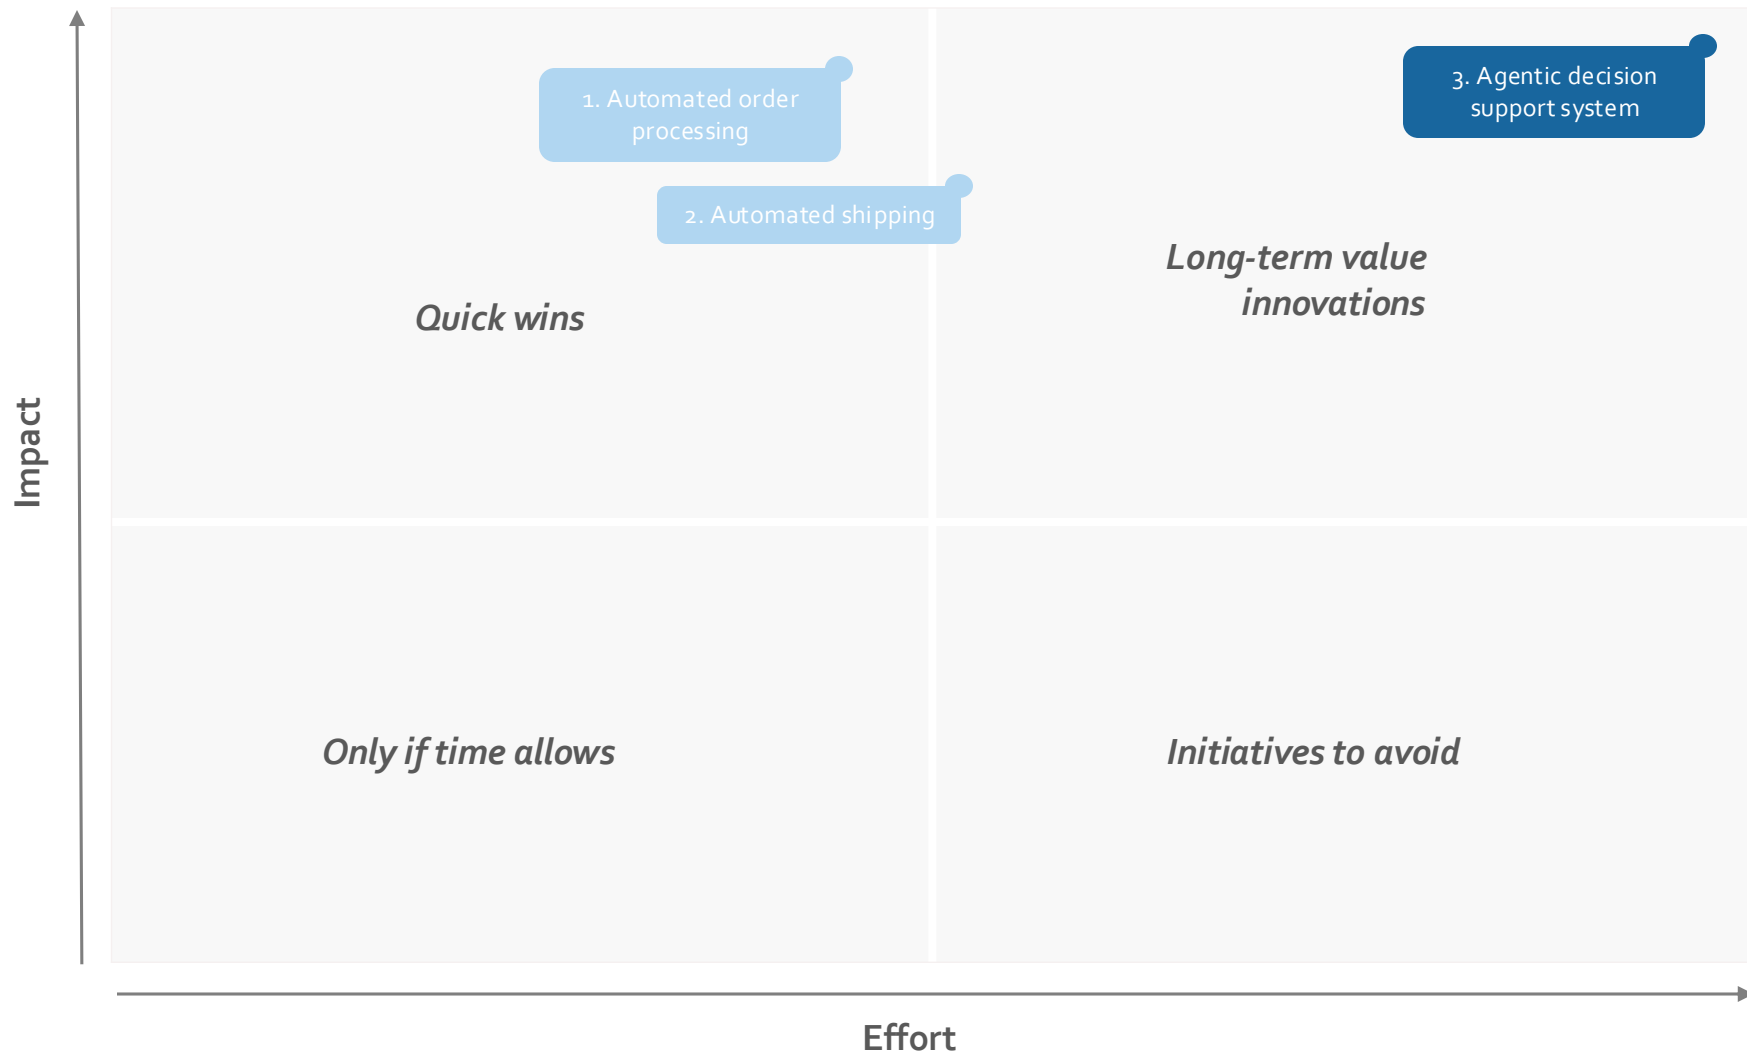 1. Automated order
processing
3. Agentic decision
support system
2. Automated shipping
Long-term value
innovations
Quick wins
Impact
Only if time allows
Initiatives to avoid
Effort